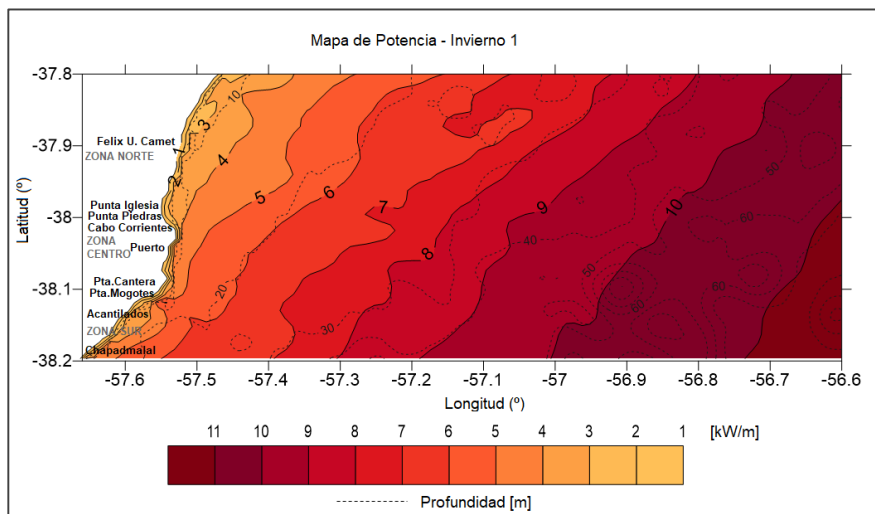 Mapa de Potencia - Invierno 1
-37.8
-37.9
-38
-38.1
-38.2
Latitud (º)
Felix U. Camet
ZONA NORTE
Punta Iglesia
Punta Piedras
Cabo Corrientes
ZONA
CENTRO
Puerto
Pta.Cantera
Pta.Mogotes
Acantilados
ZONA SUR
Chapadmalal
1
2
3
4
5
6
7
8
9
10
10
20
30
40
50
60
60
60
60
-57.6
-57.5
-57.4
-57.3
-57.2
-57.1
-57
-56.9
-56.8
-56.7
-56.6
Longitud (º)
11 10 9 8 7 6 5 4 3 2 1 [kW/m]
Profundidad [m]